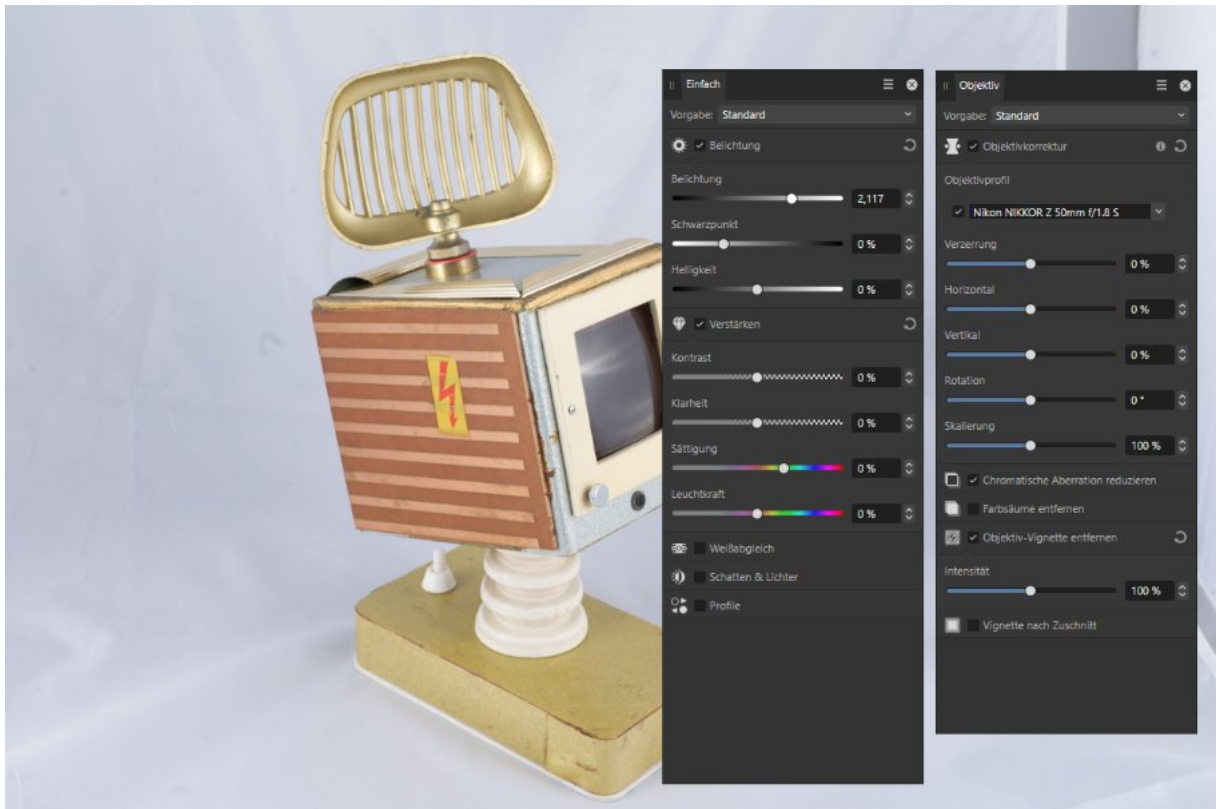 Einfach
Vorgabe: Standard
Belichtung
Belichtung
2,117
Schwarzpunkt
0 %
Helligkeit
0 %
Verstärken
Kontrast
0 %
Klarheit
0 %
Sättigung
0 %
Leuchtkraft
0 %
Weißabgleich
Schatten & Lichter
Profile
Objektiv
Vorgabe: Standard
Objektivkorrektur
Objektivprofil
Nikon NIKKOR Z 50mm f/1.8 S
Verzerrung
0 %
Horizontal
0 %
Vertikal
0 %
Rotation
0 °
Skalierung
100 %
Chromatische Aberration reduzieren
Farbsäume entfernen
Objektiv-Vignette entfernen
Intensität
100 %
Vignette nach Zuschnitt